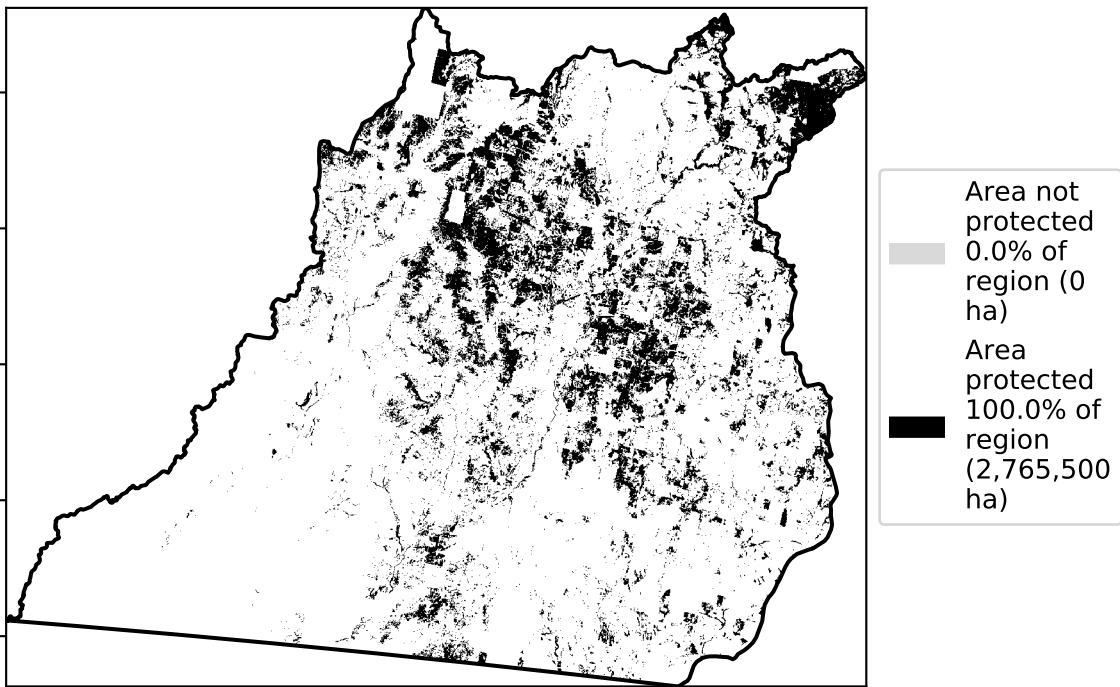 Area not
protected
0.0% of
region (0
ha)
Area
protected
100.0% of
region
(2,765,500
ha)